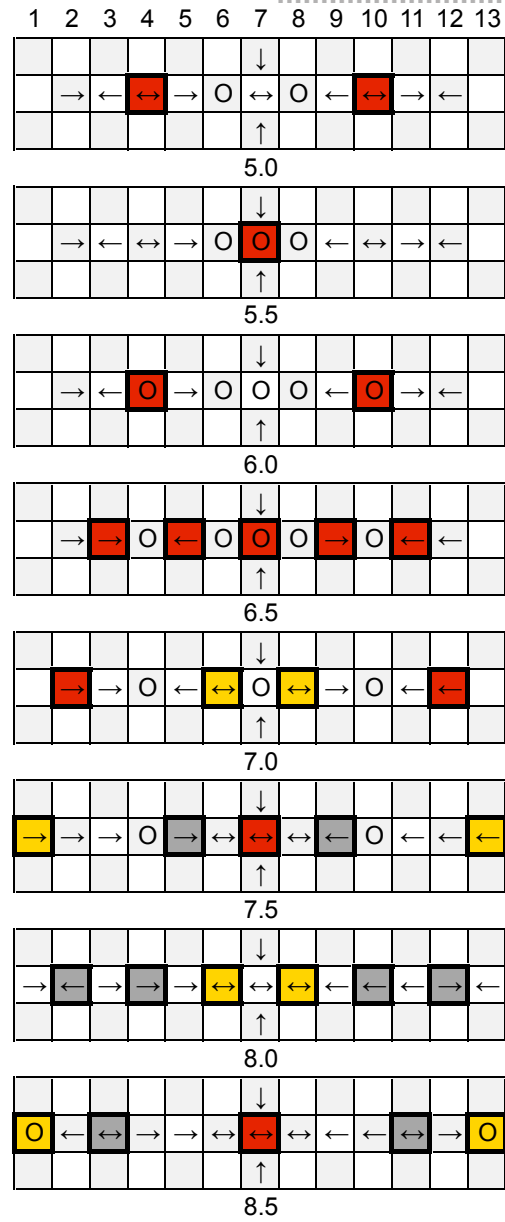 1 2 3 4 5 6 7 8 9 10 11 12 13
↓
→ ← ↔ → O ↔ O ← ↔ → ←
↑
5.0
↓
→ ← ↔ → O O O ← ↔ → ←
↑
5.5
↓
→ ← O → O O O ← O → ←
↑
6.0
↓
→ → O ← O O O → O ← ←
↑
6.5
↓
→ → O ← ↔ O ↔ → O ← ←
↑
7.0
↓
→ → → O → ↔ ↔ ↔ ← O ← ← ←
↑
7.5
↓
→ ← → → → ↔ ↔ ↔ ← ← ← → ←
↑
8.0
↓
O ← ↔ → → ↔ ↔ ↔ ← ← ↔ → O
↑
8.5